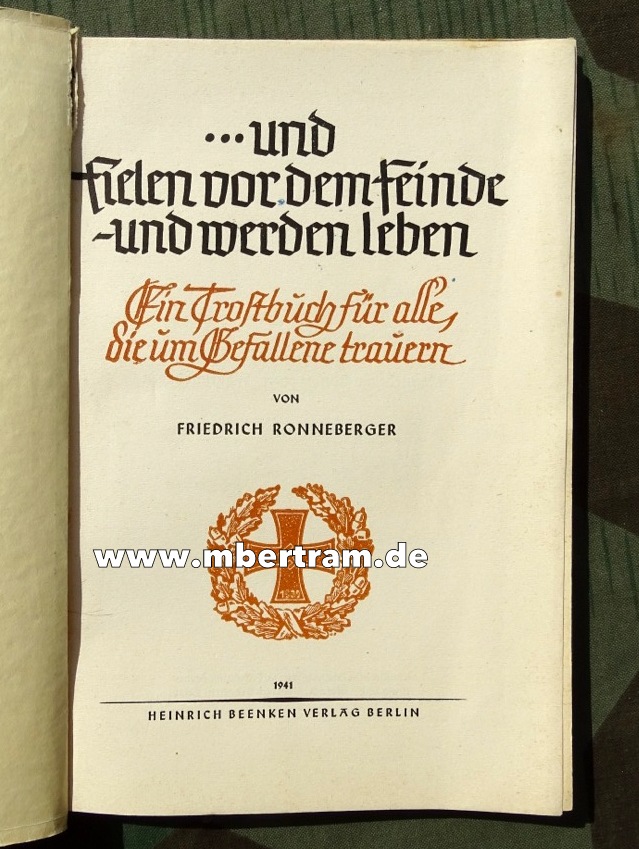 ...und
fielen vor dem Feinde
-und werden leben
Ein Trostbuch für alle,
die um Gefallene trauern
VON
FRIEDRICH RONNEBERGER
www.mbertram.de
1939
1941
HEINRICH BEENKEN VERLAG BERLIN